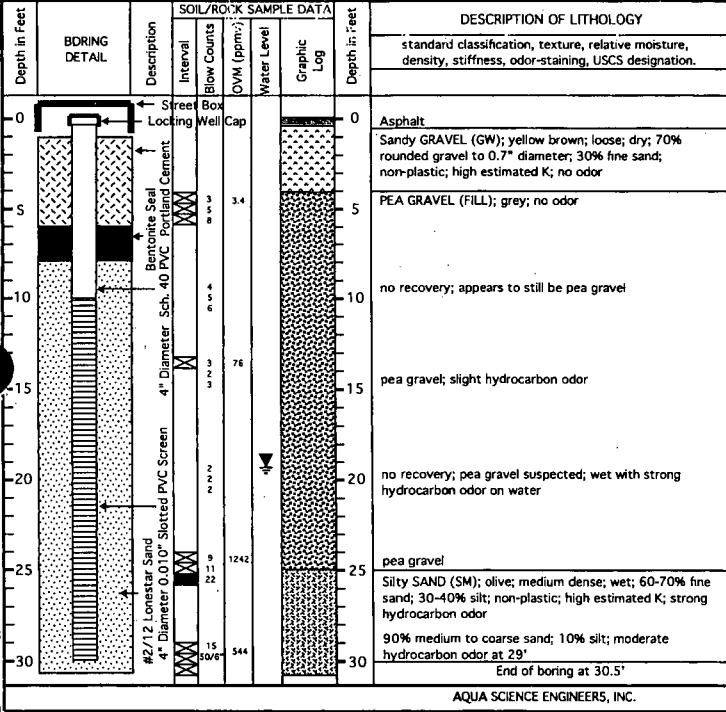 SOIL/ROCK SAMPLE DATA
Depth in Feet
BORING
DETAIL
Description
Interval
Blow Counts
OVM (ppmv)
Water Level
Graphic
Log
Depth in Feet
DESCRIPTION OF LITHOLOGY
standard classification, texture, relative moisture,
density, stiffness, odor-staining, USCS designation.
Street Box
Locking Well Cap
0
5
10
15
20
25
30
Portland Cement
Bentonite Seal
4" Diameter Sch. 40 PVC
4" Diameter 0.010" Slotted PVC Screen
#2/12 Lonestar Sand
3
5
8
3.4
4
5
6
3
2
3
76
2
2
2
9
11
22
1242
15
50/6"
544
0
5
10
15
20
25
30
Asphalt
Sandy GRAVEL (GW); yellow brown; loose; dry; 70%
rounded gravel to 0.7" diameter; 30% fine sand;
non-plastic; high estimated K; no odor
PEA GRAVEL (FILL); grey; no odor
no recovery; appears to still be pea gravel
pea gravel; slight hydrocarbon odor
no recovery; pea gravel suspected; wet with strong
hydrocarbon odor on water
pea gravel
Silty SAND (SM); olive; medium dense; wet; 60-70% fine
sand; 30-40% silt; non-plastic; high estimated K; strong
hydrocarbon odor
90% medium to coarse sand; 10% silt; moderate
hydrocarbon odor at 29'
End of boring at 30.5'
AQUA SCIENCE ENGINEERS, INC.